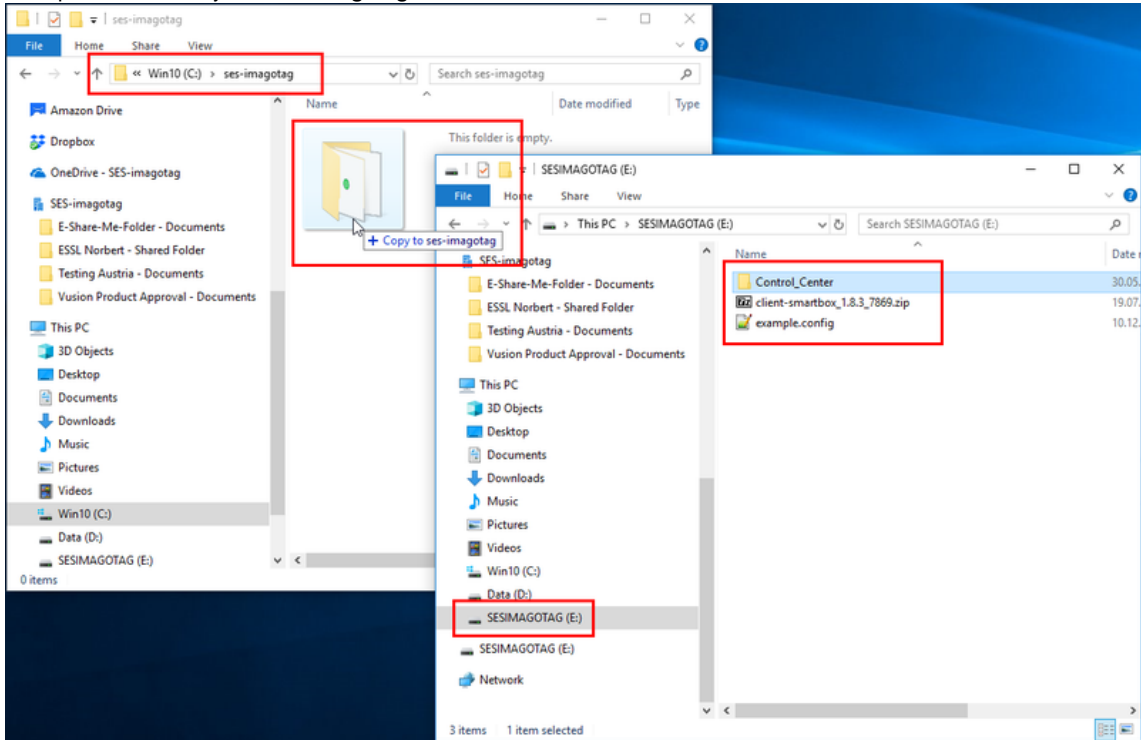 ses-imagotag
File Home Share View
« Win10 (C:) › ses-imagotag
Search ses-imagotag
Amazon Drive
Dropbox
OneDrive - SES-imagotag
SES-imagotag
E-Share-Me-Folder - Documents
ESSL Norbert - Shared Folder
Testing Austria - Documents
Vusion Product Approval - Documents
This PC
3D Objects
Desktop
Documents
Downloads
Music
Pictures
Videos
Win10 (C:)
Data (D:)
SESIMAGOTAG (E:)
0 items
Name Date modified Type
This folder is empty.
+ Copy to ses-imagotag
SESIMAGOTAG (E:)
File Home Share View
› This PC › SESIMAGOTAG (E:)
Search SESIMAGOTAG (E:)
SES-imagotag
E-Share-Me-Folder - Documents
ESSL Norbert - Shared Folder
Testing Austria - Documents
Vusion Product Approval - Documents
This PC
3D Objects
Desktop
Documents
Downloads
Music
Pictures
Videos
Win10 (C:)
Data (D:)
SESIMAGOTAG (E:)
SESIMAGOTAG (E:)
Network
Name Date
Control_Center 30.05.
client-smartbox_1.8.3_7869.zip 19.07.
example.config 10.12.
3 items 1 item selected